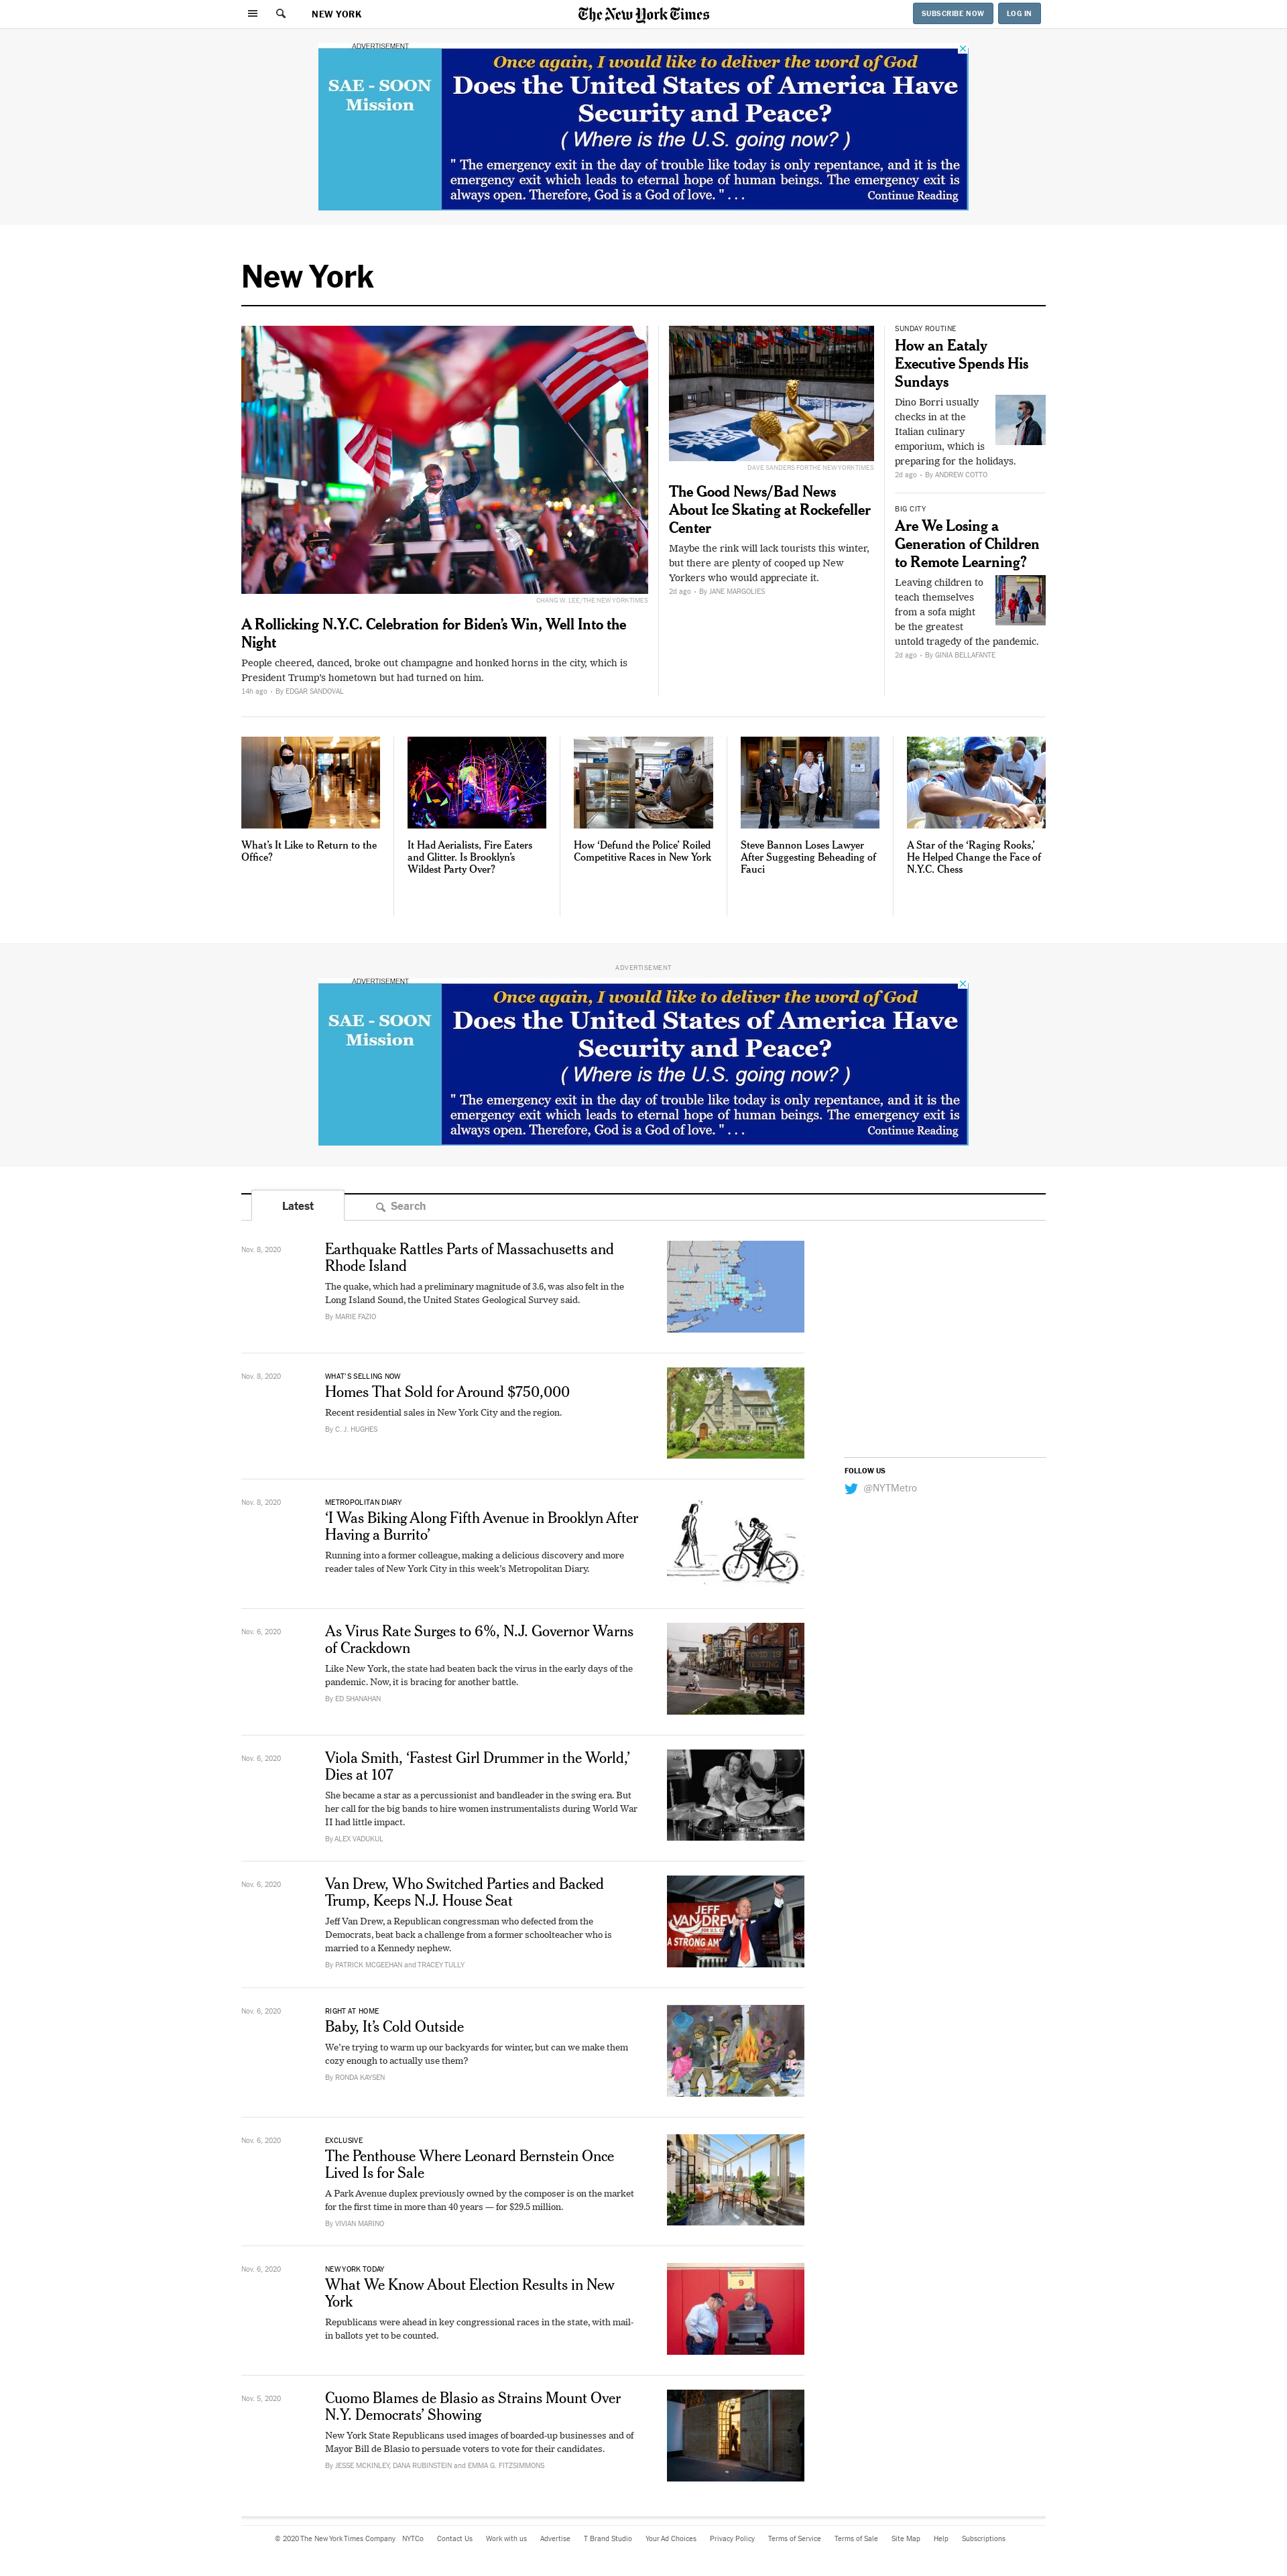 NEW YORK
The New York Times
SUBSCRIBE NOW
LOG IN
ADVERTISEMENT
SAE - SOON
Mission
Once again, I would like to deliver the word of God
Does the United States of America Have
Security and Peace?
( Where is the U.S. going now? )
" The emergency exit in the day of trouble like today is only repentance, and it is the
emergency exit which leads to eternal hope of human beings. The emergency exit is
always open. Therefore, God is a God of love. " . . .
Continue Reading
New York
CHANG W. LEE/THE NEW YORK TIMES
A Rollicking N.Y.C. Celebration for Biden’s Win, Well Into the
Night
People cheered, danced, broke out champagne and honked horns in the city, which is
President Trump’s hometown but had turned on him.
14h ago • By EDGAR SANDOVAL
DAVE SANDERS FOR THE NEW YORK TIMES
The Good News/Bad News
About Ice Skating at Rockefeller
Center
Maybe the rink will lack tourists this winter,
but there are plenty of cooped up New
Yorkers who would appreciate it.
2d ago • By JANE MARGOLIES
SUNDAY ROUTINE
How an Eataly
Executive Spends His
Sundays
Dino Borri usually
checks in at the
Italian culinary
emporium, which is
preparing for the holidays.
2d ago • By ANDREW COTTO
BIG CITY
Are We Losing a
Generation of Children
to Remote Learning?
Leaving children to
teach themselves
from a sofa might
be the greatest
untold tragedy of the pandemic.
2d ago • By GINIA BELLAFANTE
What’s It Like to Return to the
Office?
It Had Aerialists, Fire Eaters
and Glitter. Is Brooklyn’s
Wildest Party Over?
How ‘Defund the Police’ Roiled
Competitive Races in New York
Steve Bannon Loses Lawyer
After Suggesting Beheading of
Fauci
A Star of the ‘Raging Rooks,’
He Helped Change the Face of
N.Y.C. Chess
ADVERTISEMENT
ADVERTISEMENT
SAE - SOON
Mission
Once again, I would like to deliver the word of God
Does the United States of America Have
Security and Peace?
( Where is the U.S. going now? )
" The emergency exit in the day of trouble like today is only repentance, and it is the
emergency exit which leads to eternal hope of human beings. The emergency exit is
always open. Therefore, God is a God of love. " . . .
Continue Reading
Latest
Search
Nov. 8, 2020
Earthquake Rattles Parts of Massachusetts and
Rhode Island
The quake, which had a preliminary magnitude of 3.6, was also felt in the
Long Island Sound, the United States Geological Survey said.
By MARIE FAZIO
Nov. 8, 2020
WHAT’S SELLING NOW
Homes That Sold for Around $750,000
Recent residential sales in New York City and the region.
By C. J. HUGHES
FOLLOW US
@NYTMetro
Nov. 8, 2020
METROPOLITAN DIARY
‘I Was Biking Along Fifth Avenue in Brooklyn After
Having a Burrito’
Running into a former colleague, making a delicious discovery and more
reader tales of New York City in this week’s Metropolitan Diary.
Nov. 6, 2020
As Virus Rate Surges to 6%, N.J. Governor Warns
of Crackdown
Like New York, the state had beaten back the virus in the early days of the
pandemic. Now, it is bracing for another battle.
By ED SHANAHAN
COVID 19
TESTING
Nov. 6, 2020
Viola Smith, ‘Fastest Girl Drummer in the World,’
Dies at 107
She became a star as a percussionist and bandleader in the swing era. But
her call for the big bands to hire women instrumentalists during World War
II had little impact.
By ALEX VADUKUL
Nov. 6, 2020
Van Drew, Who Switched Parties and Backed
Trump, Keeps N.J. House Seat
Jeff Van Drew, a Republican congressman who defected from the
Democrats, beat back a challenge from a former schoolteacher who is
married to a Kennedy nephew.
By PATRICK MCGEEHAN and TRACEY TULLY
JEFF
VAN DREW
A STRONG AM
Nov. 6, 2020
RIGHT AT HOME
Baby, It’s Cold Outside
We’re trying to warm up our backyards for winter, but can we make them
cozy enough to actually use them?
By RONDA KAYSEN
Nov. 6, 2020
EXCLUSIVE
The Penthouse Where Leonard Bernstein Once
Lived Is for Sale
A Park Avenue duplex previously owned by the composer is on the market
for the first time in more than 40 years — for $29.5 million.
By VIVIAN MARINO
Nov. 6, 2020
NEW YORK TODAY
What We Know About Election Results in New
York
Republicans were ahead in key congressional races in the state, with mail-
in ballots yet to be counted.
9
Nov. 5, 2020
Cuomo Blames de Blasio as Strains Mount Over
N.Y. Democrats’ Showing
New York State Republicans used images of boarded-up businesses and of
Mayor Bill de Blasio to persuade voters to vote for their candidates.
By JESSE MCKINLEY, DANA RUBINSTEIN and EMMA G. FITZSIMMONS
© 2020 The New York Times Company NYTCo Contact Us Work with us Advertise T Brand Studio Your Ad Choices Privacy Policy Terms of Service Terms of Sale Site Map Help Subscriptions